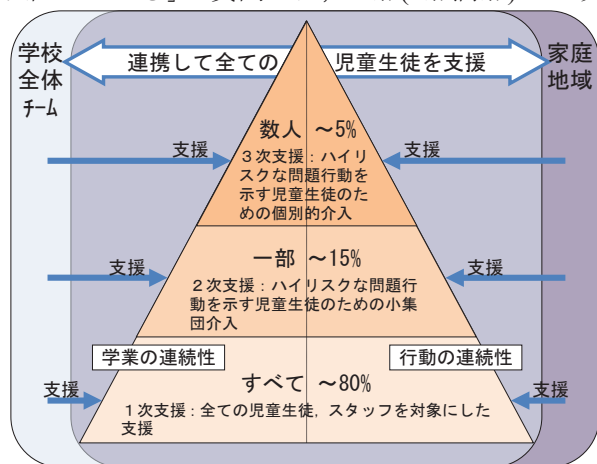 学校
全体
チーム
連携して全ての 児童生徒を支援
家庭
地域
数人 ～5%
支援
支援
3次支援：ハイリ
スクな問題行動を
示す児童生徒のた
めの個別的介入
一部 ～15%
支援
支援
2次支援：ハイリスクな問題行
動を示す児童生徒のための小集
団介入
学業の連続性
行動の連続性
すべて ～80%
支援
支援
1次支援：全ての児童生徒，スタッフを対象にした
支援